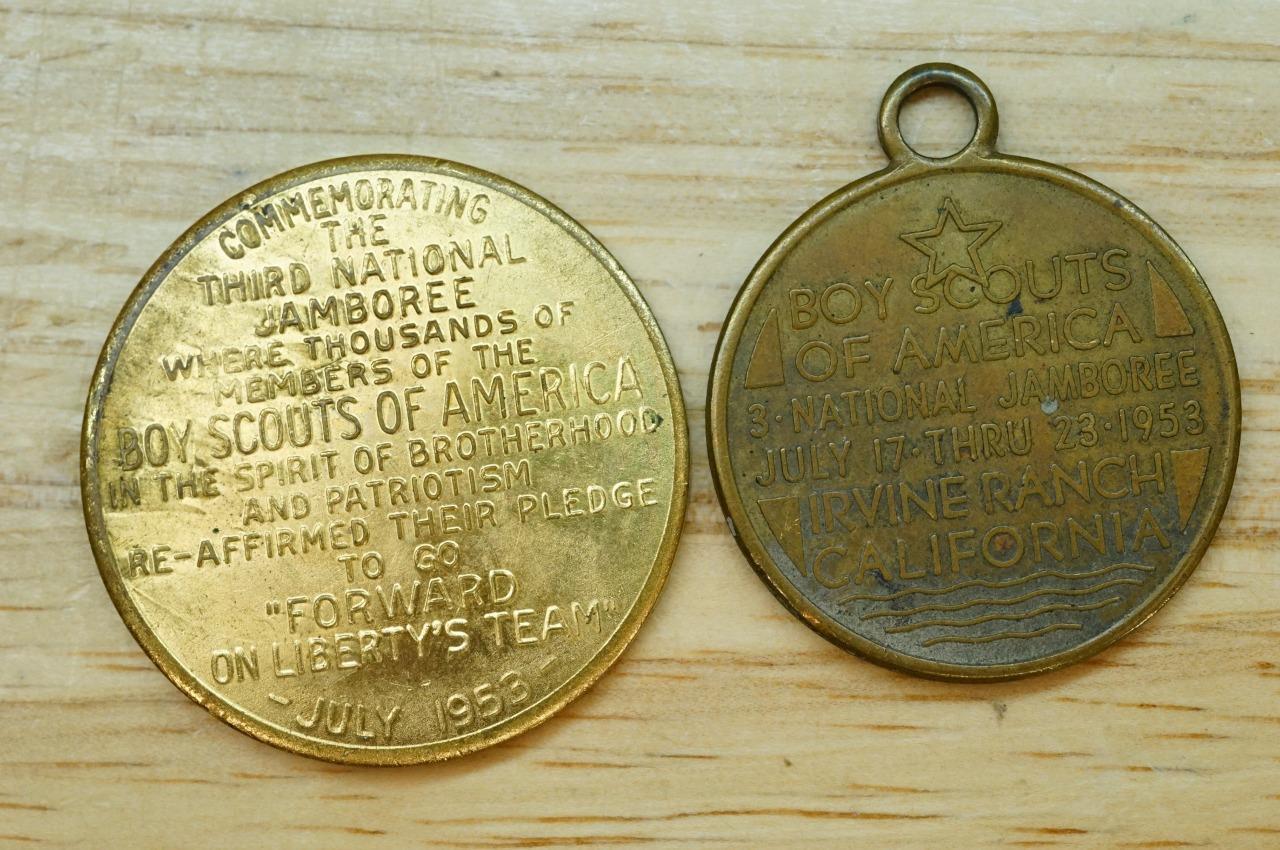 COMMEMORATING
THE
THIRD NATIONAL
JAMBOREE
WHERE THOUSANDS OF
MEMBERS OF THE
BOY SCOUTS OF AMERICA
IN THE SPIRIT OF BROTHERHOOD
AND PATRIOTISM
RE-AFFIRMED THEIR PLEDGE
TO GO
"FORWARD
ON LIBERTY'S TEAM"
- JULY 1953 -
BOY SCOUTS
OF AMERICA
3·NATIONAL JAMBOREE
JULY 17·THRU 23·1953
IRVINE RANCH
CALIFORNIA